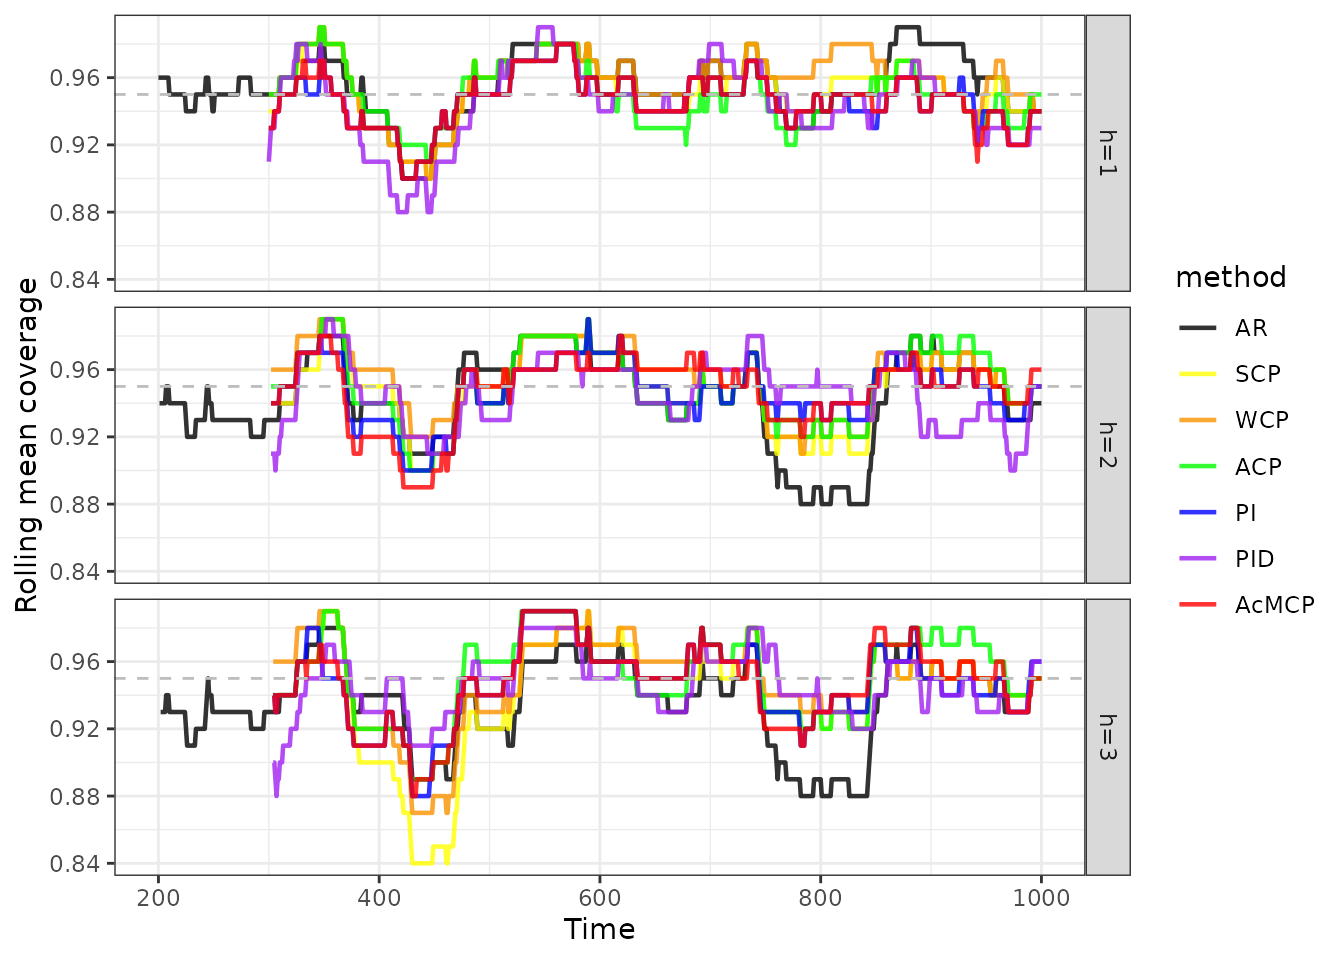 Rolling mean coverage
0.96
0.92
0.88
0.84
h=1
0.96
0.92
0.88
0.84
h=2
0.96
0.92
0.88
0.84
h=3
200
400
600
800
1000
Time
method
AR
SCP
WCP
ACP
PI
PID
AcMCP